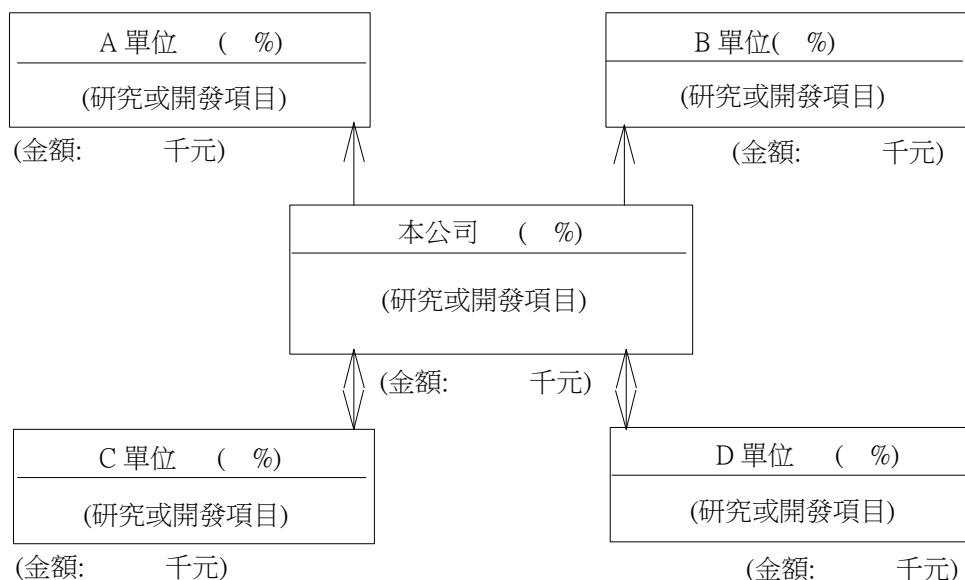 A 單位 ( %)
(研究或開發項目)
(金額: 千元)
B 單位( %)
(研究或開發項目)
(金額: 千元)
本公司 ( %)
(研究或開發項目)
(金額: 千元)
C 單位 ( %)
(研究或開發項目)
(金額: 千元)
D 單位 ( %)
(研究或開發項目)
(金額: 千元)